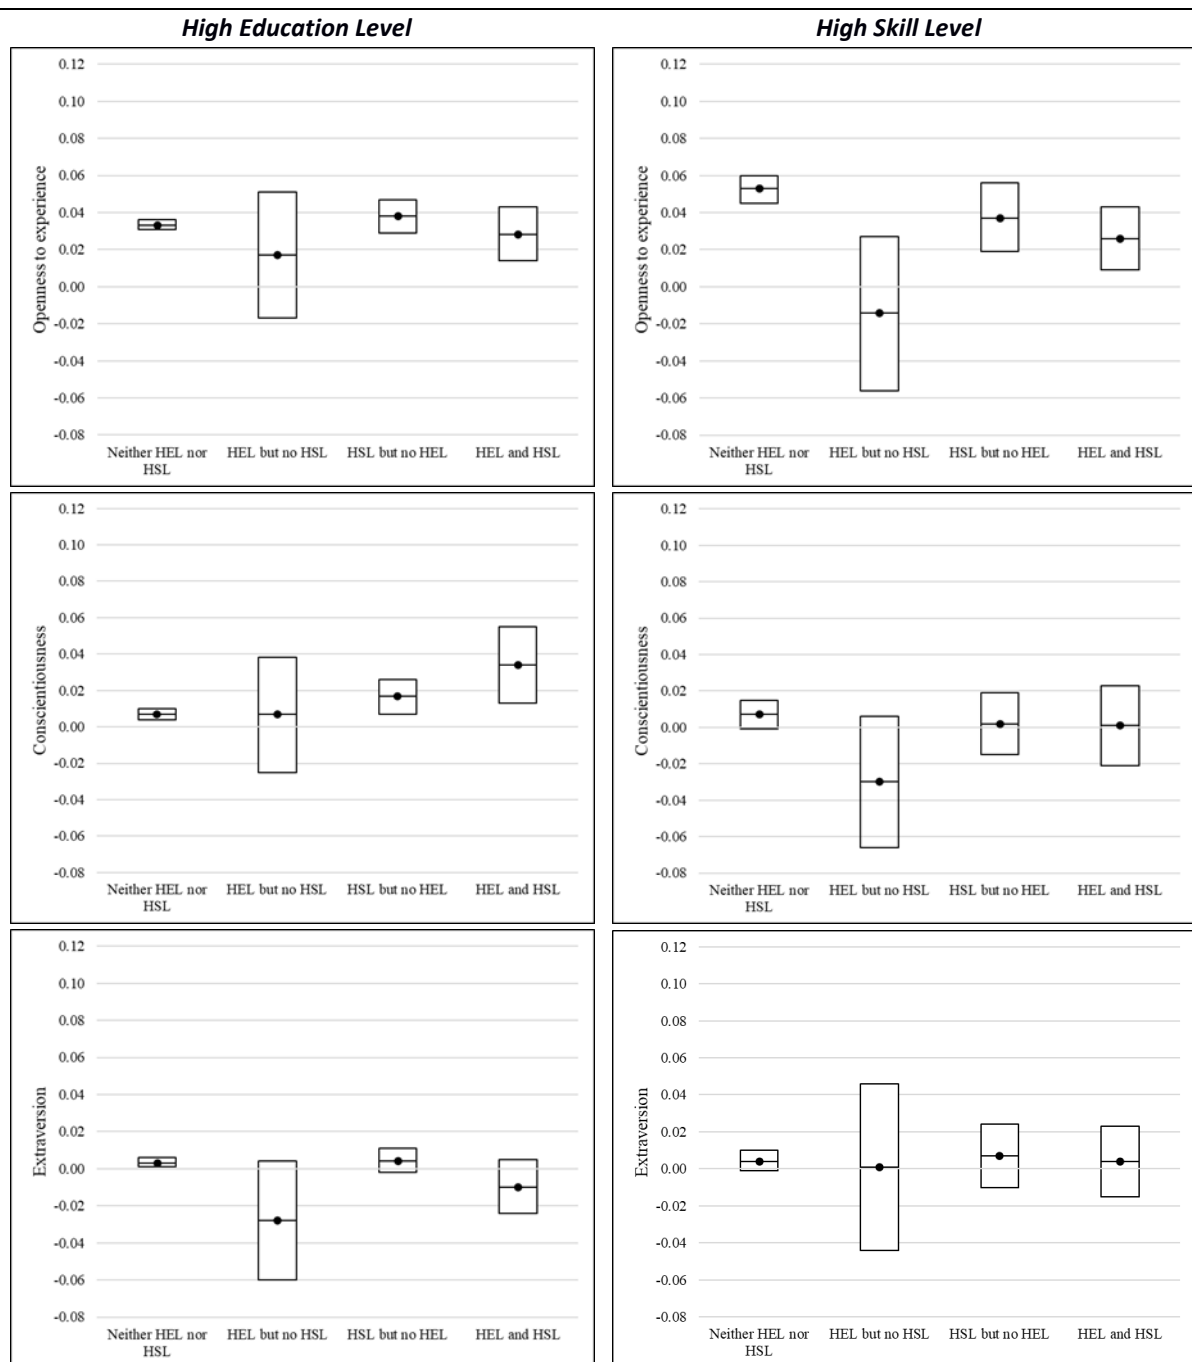 High Education Level
High Skill Level
Openness to experience
0.12
0.10
0.08
0.06
0.04
0.02
0.00
-0.02
-0.04
-0.06
-0.08
Neither HEL nor HSL
HEL but no HSL
HSL but no HEL
HEL and HSL
Openness to experience
0.12
0.10
0.08
0.06
0.04
0.02
0.00
-0.02
-0.04
-0.06
-0.08
Neither HEL nor HSL
HEL but no HSL
HSL but no HEL
HEL and HSL
Conscientiousness
0.12
0.10
0.08
0.06
0.04
0.02
0.00
-0.02
-0.04
-0.06
-0.08
Neither HEL nor HSL
HEL but no HSL
HSL but no HEL
HEL and HSL
Conscientiousness
0.12
0.10
0.08
0.06
0.04
0.02
0.00
-0.02
-0.04
-0.06
-0.08
Neither HEL nor HSL
HEL but no HSL
HSL but no HEL
HEL and HSL
Extraversion
0.12
0.10
0.08
0.06
0.04
0.02
0.00
-0.02
-0.04
-0.06
-0.08
Neither HEL nor HSL
HEL but no HSL
HSL but no HEL
HEL and HSL
Extraversion
0.12
0.10
0.08
0.06
0.04
0.02
0.00
-0.02
-0.04
-0.06
-0.08
Neither HEL nor HSL
HEL but no HSL
HSL but no HEL
HEL and HSL